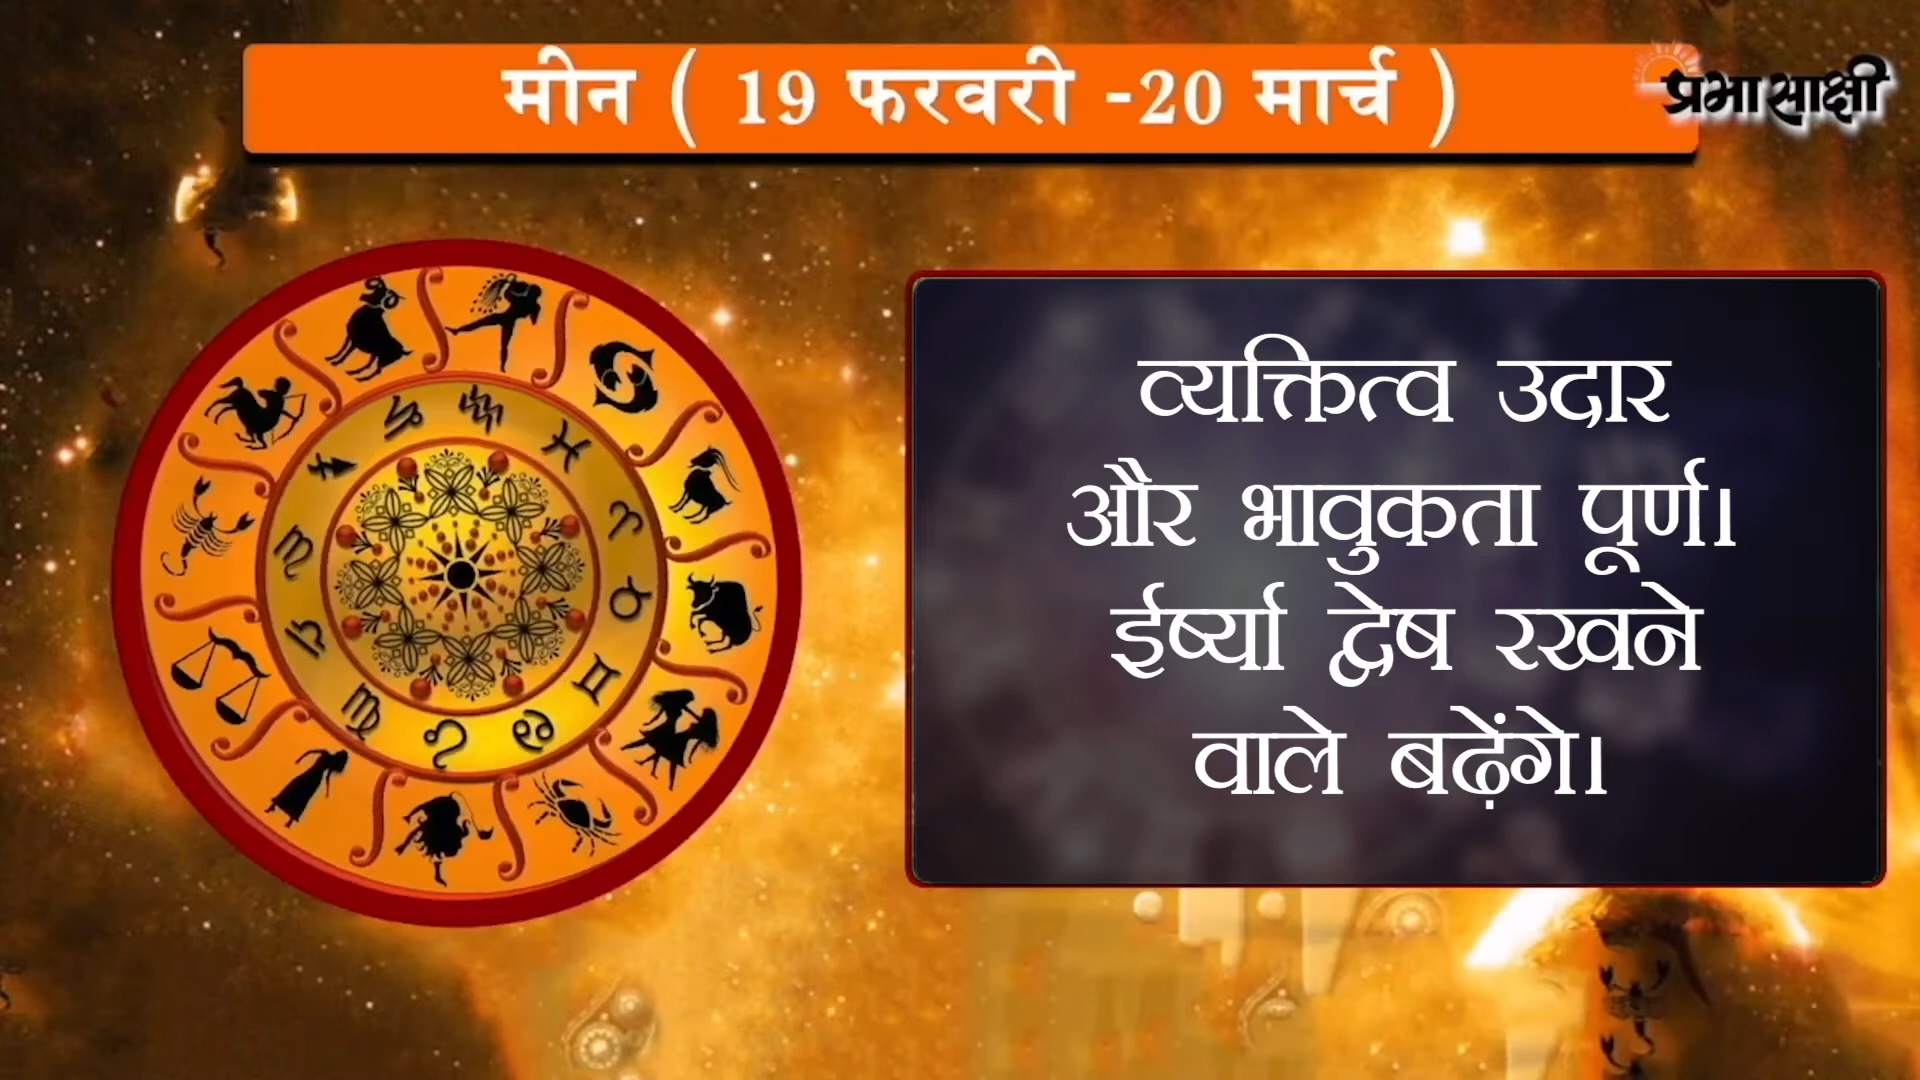 मीन ( 19 फरवरी -20 मार्च )
प्रभासाक्षी
व्यक्तित्व उदार
और भावुकता पूर्ण।
ईर्ष्या द्वेष रखने
वाले बढ़ेंगे।